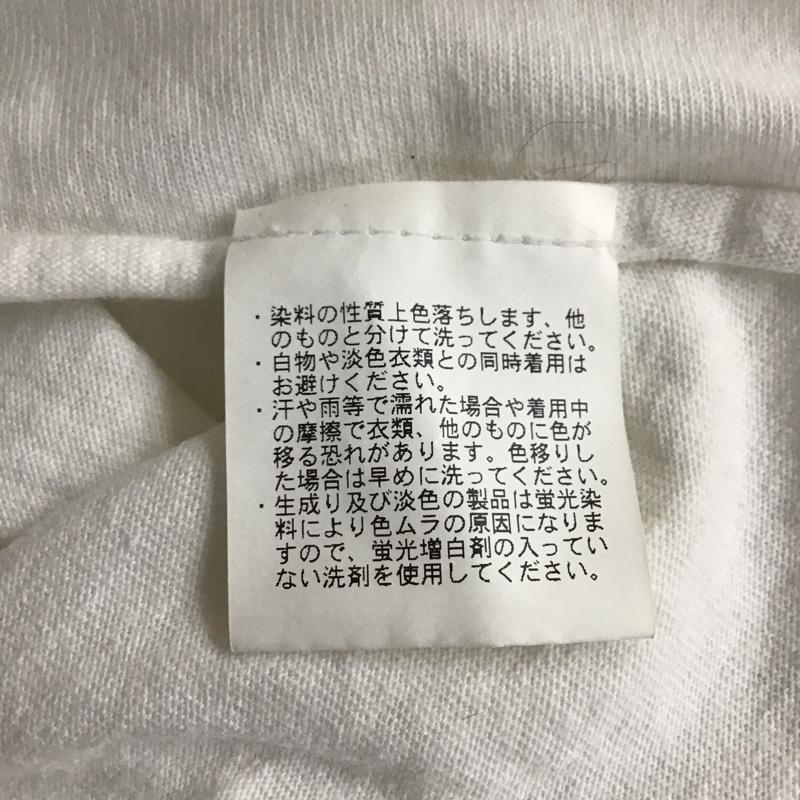 ・染料の性質上色落ちします、他
のものと分けて洗ってください。
・白物や淡色衣類との同時着用は
お避けください。
・汗や雨等で濡れた場合や着用中
の摩擦で衣類、他のものに色が
移る恐れがあります。色移りし
た場合は早めに洗ってください。
・生成り及び淡色の製品は蛍光染
料により色ムラの原因になりま
すので、蛍光増白剤の入ってい
ない洗剤を使用してください。